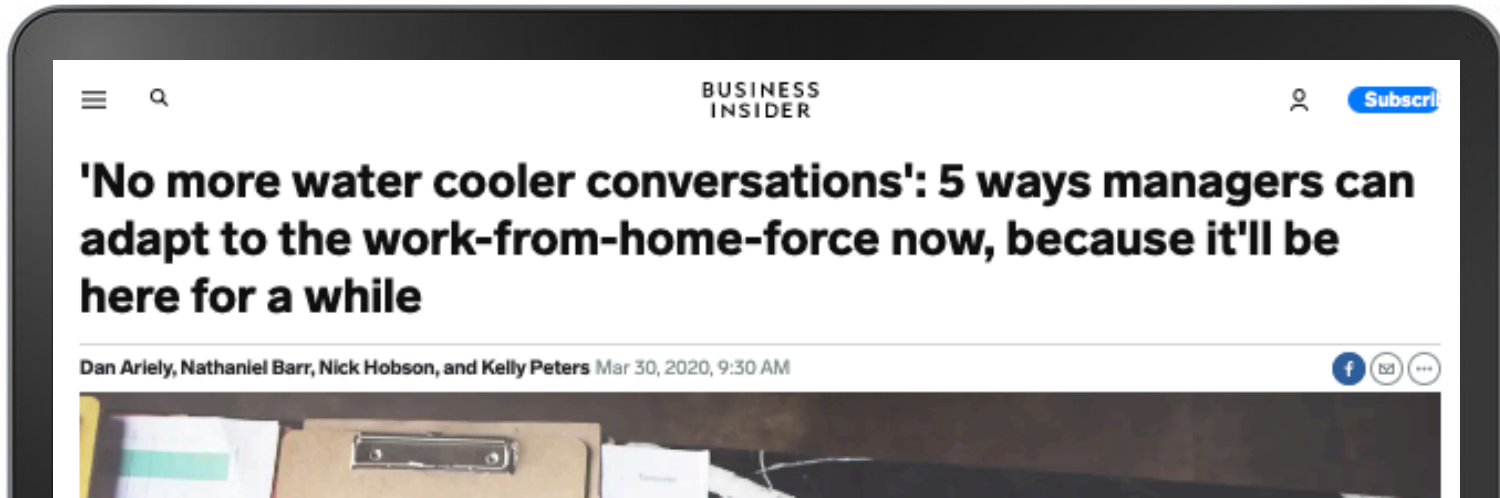 BUSINESS
INSIDER
Subscri
'No more water cooler conversations': 5 ways managers can
adapt to the work-from-home-force now, because it'll be
here for a while
Dan Ariely, Nathaniel Barr, Nick Hobson, and Kelly Peters Mar 30, 2020, 9:30 AM
f